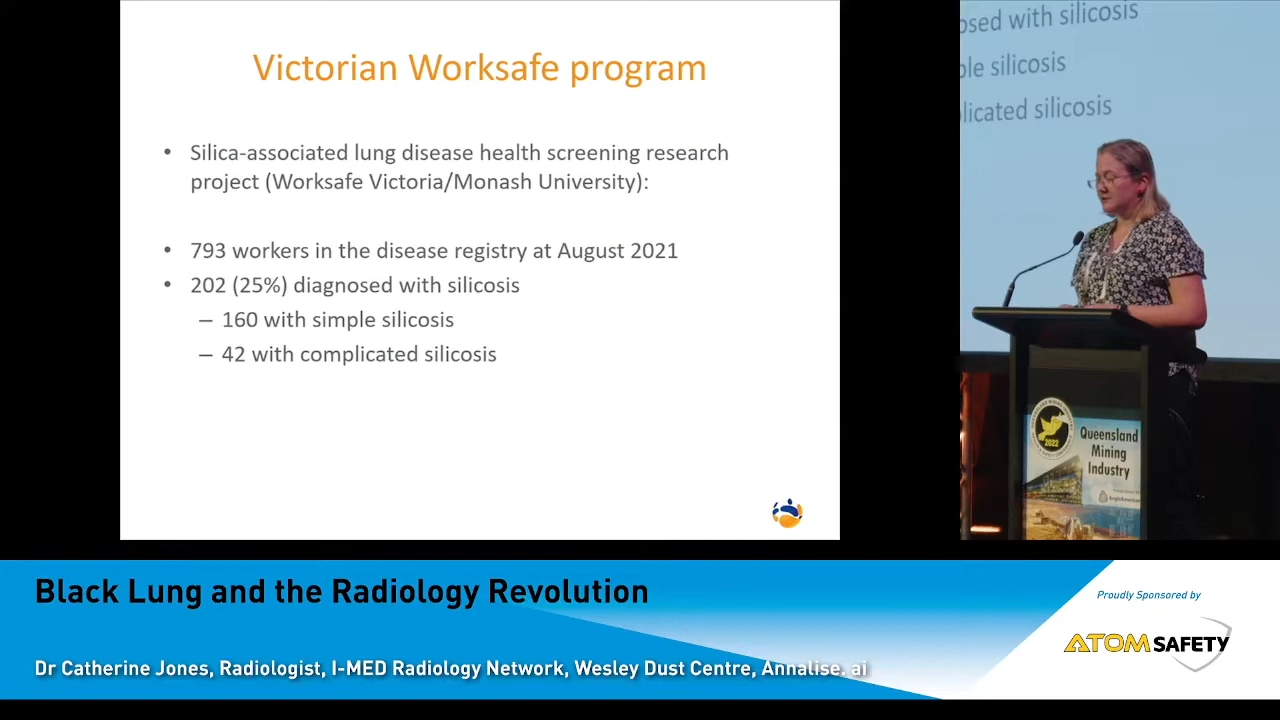 Victorian Worksafe program
• Silica-associated lung disease health screening research
project (Worksafe Victoria/Monash University):
• 793 workers in the disease registry at August 2021
• 202 (25%) diagnosed with silicosis
– 160 with simple silicosis
– 42 with complicated silicosis
osed with silicosis
ple silicosis
plicated silicosis
2022
Queensland
Mining
Industry
AngloAmerican
Black Lung and the Radiology Revolution
Dr Catherine Jones, Radiologist, I-MED Radiology Network, Wesley Dust Centre, Annalise. ai
Proudly Sponsored by
ATOM SAFETY